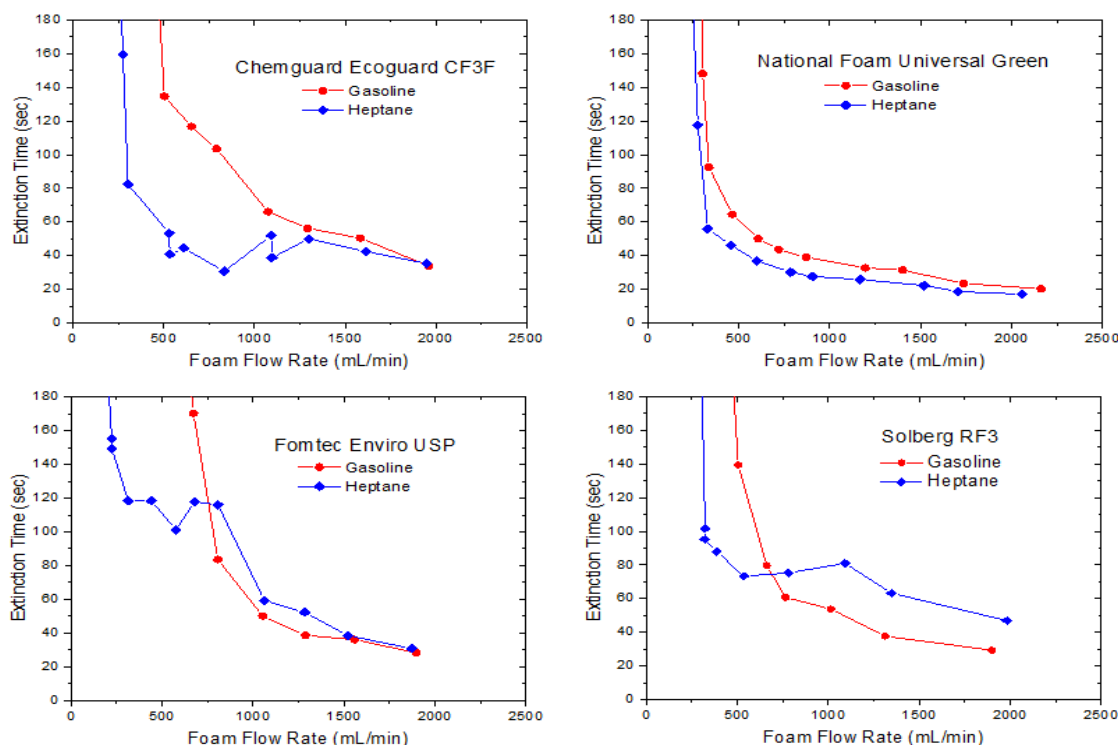 Chemguard Ecoguard CF3F
Gasoline
Heptane
Extinction Time (sec)
180
160
140
120
100
80
60
40
20
0
0 500 1000 1500 2000 2500
Foam Flow Rate (mL/min)
National Foam Universal Green
Gasoline
Heptane
Extinction Time (sec)
180
160
140
120
100
80
60
40
20
0
0 500 1000 1500 2000 2500
Foam Flow Rate (mL/min)
Fomtec Enviro USP
Gasoline
Heptane
Extinction Time (sec)
180
160
140
120
100
80
60
40
20
0
0 500 1000 1500 2000 2500
Foam Flow Rate (mL/min)
Solberg RF3
Gasoline
Heptane
Extinction Time (sec)
180
160
140
120
100
80
60
40
20
0
0 500 1000 1500 2000 2500
Foam Flow Rate (mL/min)